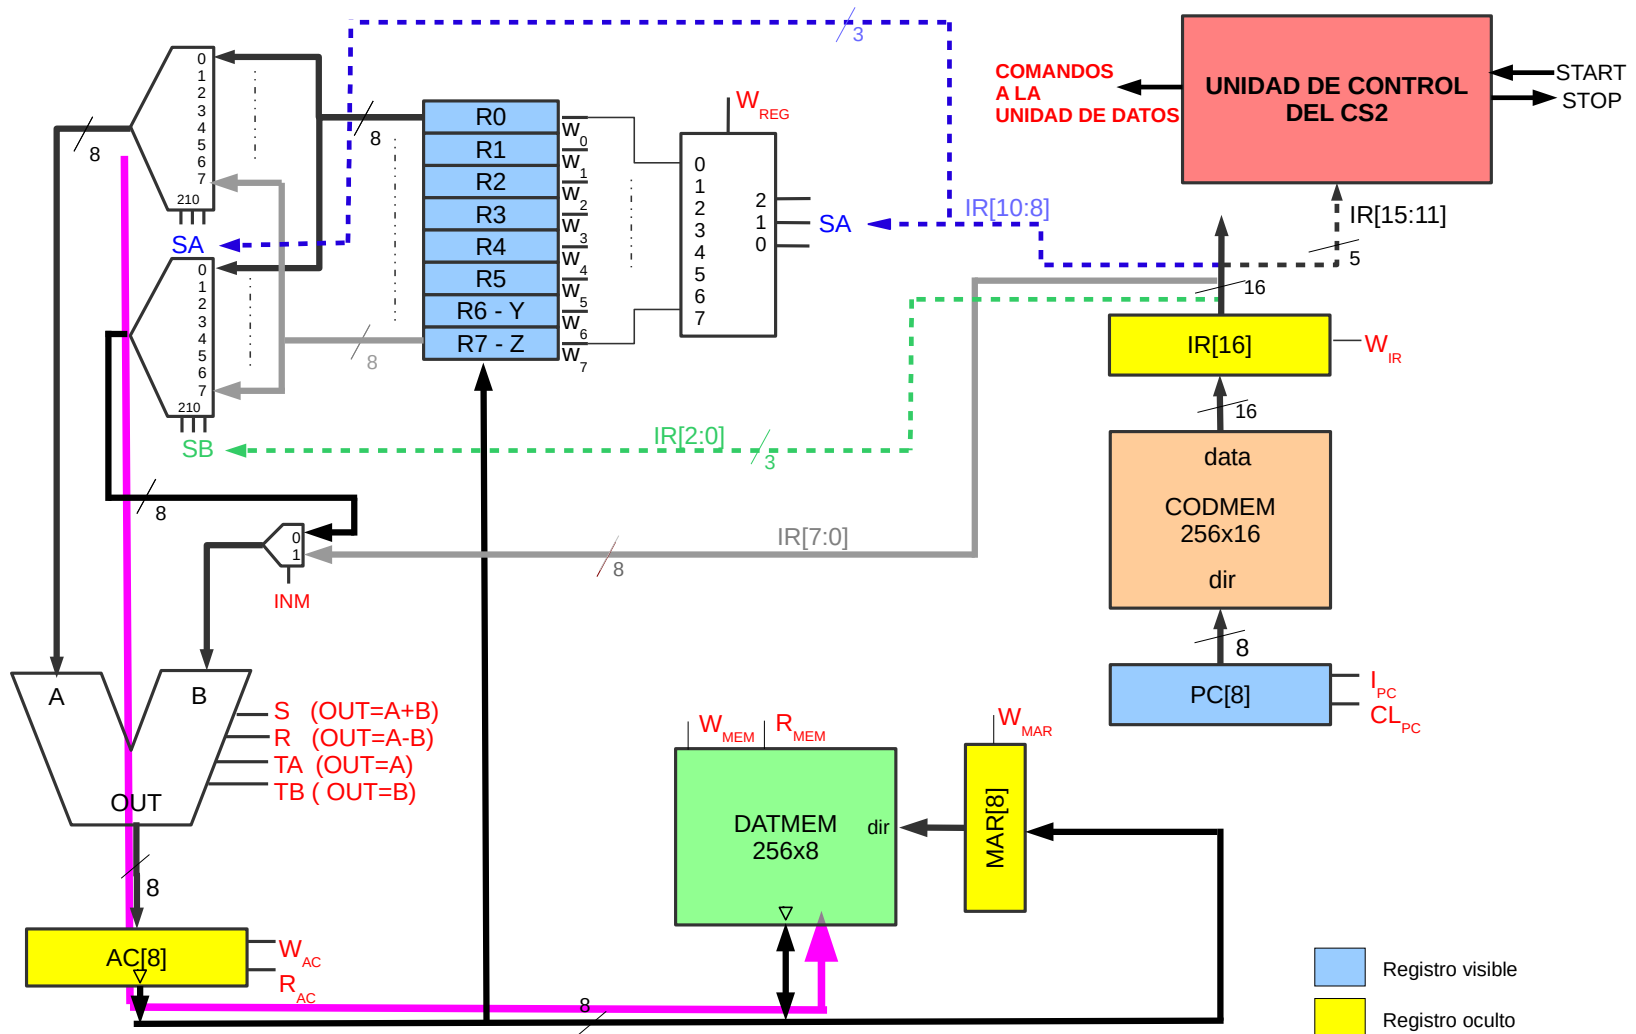 0
1
2
3
4
5
6
7
210
SA
8
0
1
2
3
4
5
6
7
210
SB
8
8
R0
R1
R2
R3
R4
R5
R6 - Y
R7 - Z
8
W0
W1
W2
W3
W4
W5
W6
W7
WREG
0
1
2
3
4
5
6
7
2
1
0
SA
3
IR[10:8]
COMANDOS
A LA
UNIDAD DE DATOS
UNIDAD DE CONTROL
DEL CS2
START
STOP
IR[15:11]
5
16
IR[16]
WIR
16
data
CODMEM
256x16
dir
8
PC[8]
IPC
CLPC
IR[2:0]
3
IR[7:0]
8
0
1
INM
A
B
OUT
S (OUT=A+B)
R (OUT=A-B)
TA (OUT=A)
TB ( OUT=B)
8
AC[8]
WAC
RAC
8
WMEM
RMEM
DATMEM
256x8
dir
WMAR
MAR[8]
Registro visible
Registro oculto